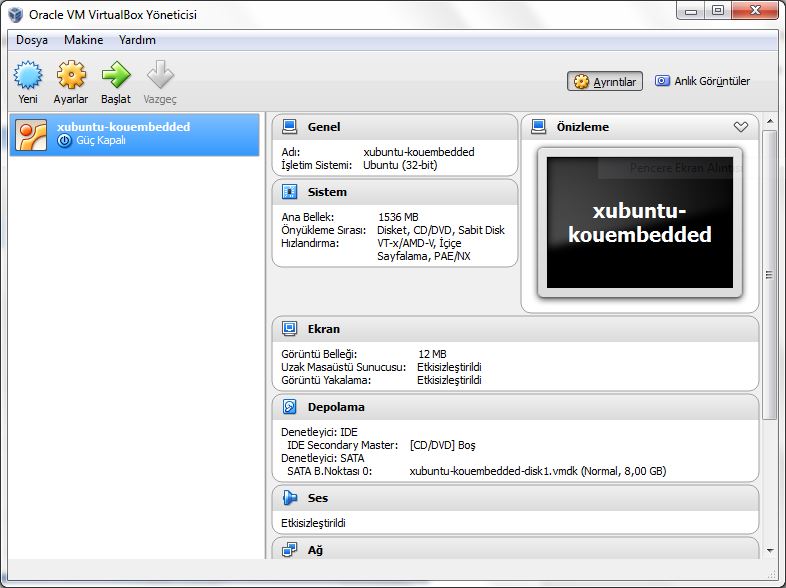 Oracle VM VirtualBox Yöneticisi
Dosya Makine Yardım
Yeni Ayarlar Başlat Vazgeç
Ayrıntılar Anlık Görüntüler
xubuntu-kouembedded
Güç Kapalı
Genel
Adı: xubuntu-kouembedded
İşletim Sistemi: Ubuntu (32-bit)
Sistem
Ana Bellek: 1536 MB
Önyükleme Sırası: Disket, CD/DVD, Sabit Disk
Hızlandırma: VT-x/AMD-V, İçiçe
Sayfalama, PAE/NX
Önizleme
Pencere Ekran Alıntısı
xubuntu-
kouembedded
Ekran
Görüntü Belleği: 12 MB
Uzak Masaüstü Sunucusu: Etkisizleştirildi
Görüntü Yakalama: Etkisizleştirildi
Depolama
Denetleyici: IDE
IDE Secondary Master: [CD/DVD] Boş
Denetleyici: SATA
SATA B.Noktası 0: xubuntu-kouembedded-disk1.vmdk (Normal, 8,00 GB)
Ses
Etkisizleştirildi
Ağ